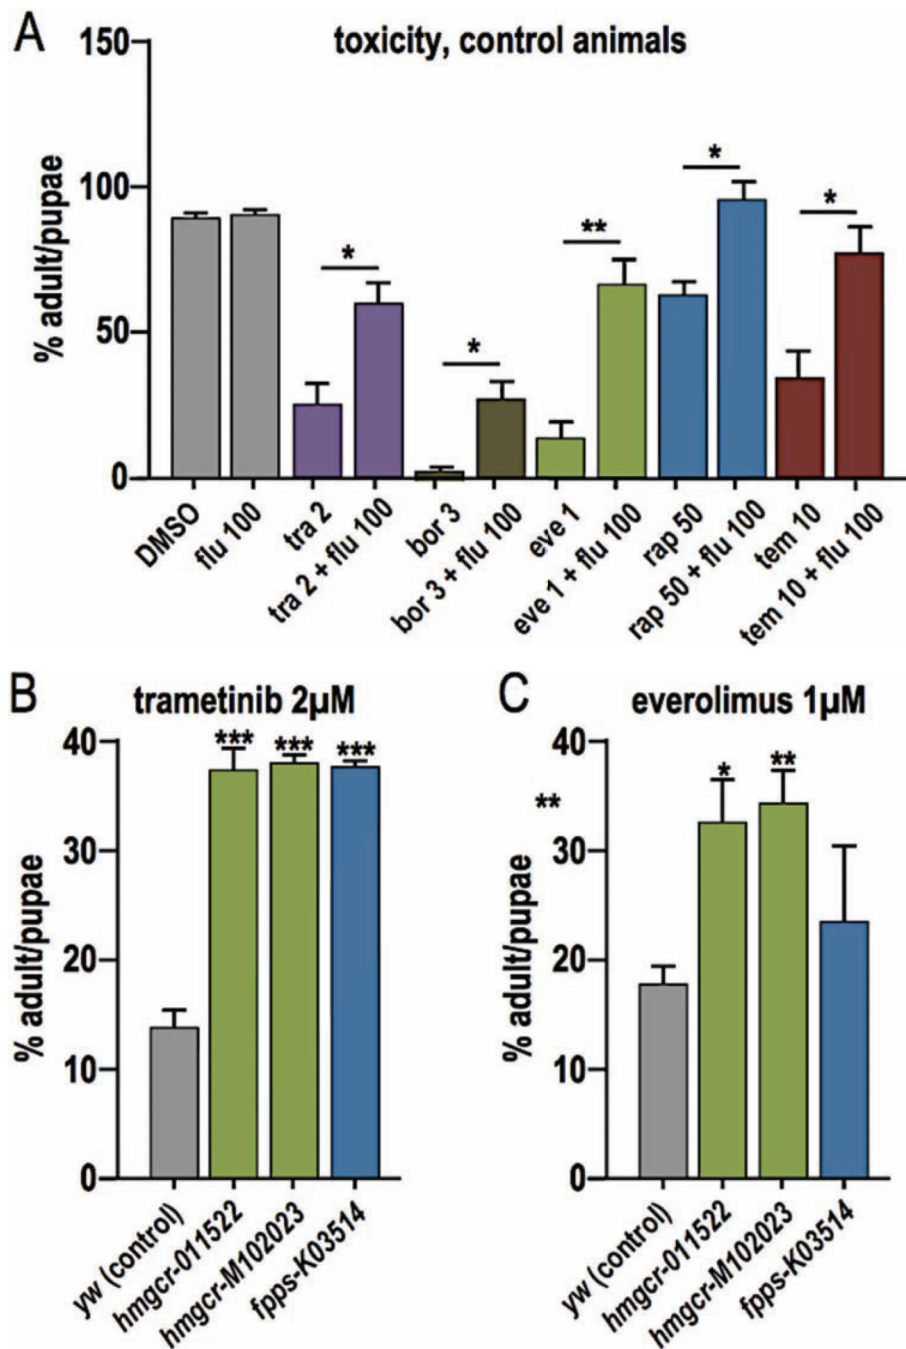 A
toxicity, control animals
% adult/pupae
150
100
50
0
*
*
**
*
*
DMSO
flu 100
tra 2
tra 2 + flu 100
bor 3
bor 3 + flu 100
eve 1
eve 1 + flu 100
rap 50
rap 50 + flu 100
tem 10
tem 10 + flu 100
B
trametinib 2µM
% adult/pupae
40
30
20
10
0
*** *** ***
yw (control)
hmgcr-011522
hmgcr-M102023
fpps-K03514
C
everolimus 1µM
% adult/pupae
40
30
20
10
0
**
*
**
yw (control)
hmgcr-011522
hmgcr-M102023
fpps-K03514